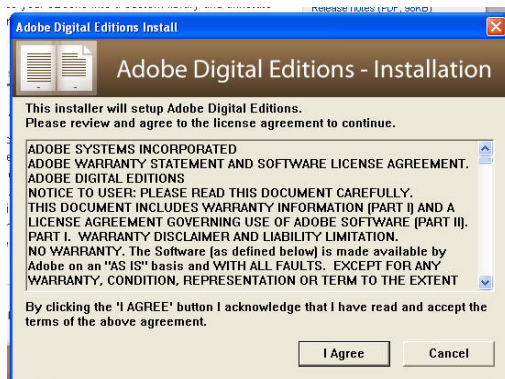 Release notes (PDF, 98KB)
Adobe Digital Editions Install
Adobe Digital Editions - Installation
This installer will setup Adobe Digital Editions.
Please review and agree to the license agreement to continue.
ADOBE SYSTEMS INCORPORATED
ADOBE WARRANTY STATEMENT AND SOFTWARE LICENSE AGREEMENT.
ADOBE DIGITAL EDITIONS
NOTICE TO USER: PLEASE READ THIS DOCUMENT CAREFULLY.
THIS DOCUMENT INCLUDES WARRANTY INFORMATION (PART I) AND A
LICENSE AGREEMENT GOVERNING USE OF ADOBE SOFTWARE (PART II).
PART I.  WARRANTY DISCLAIMER AND LIABILITY LIMITATION.
NO WARRANTY. The Software (as defined below) is made available by
Adobe on an "AS IS" basis and WITH ALL FAULTS.  EXCEPT FOR ANY
WARRANTY, CONDITION, REPRESENTATION OR TERM TO THE EXTENT
By clicking the 'I AGREE' button I acknowledge that I have read and accept the
terms of the above agreement.
I Agree
Cancel